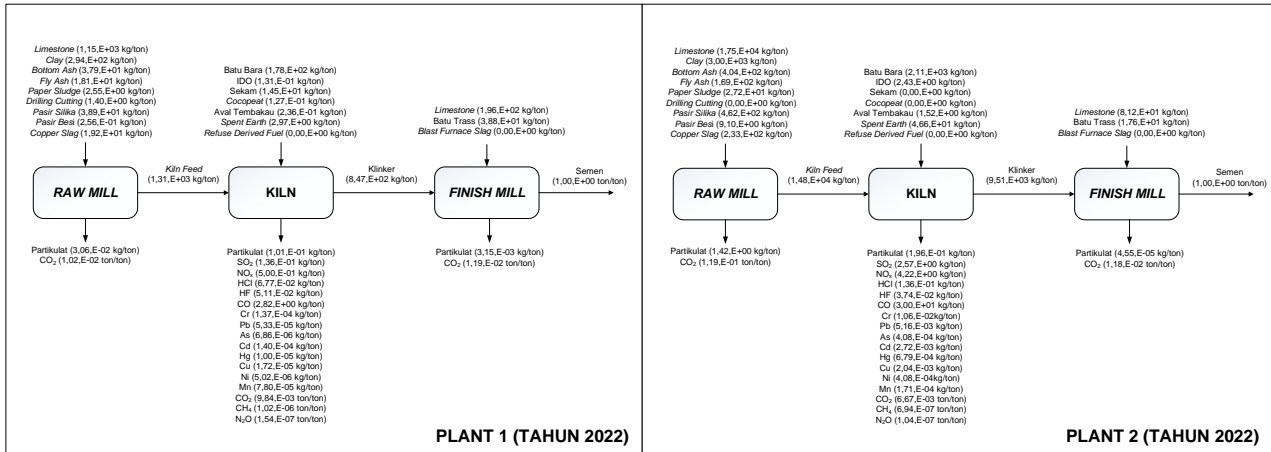 Limestone (1,15,E+03 kg/ton)
Clay (2,94,E+02 kg/ton)
Bottom Ash (3,79,E+01 kg/ton)
Fly Ash (1,81,E+01 kg/ton)
Paper Sludge (2,55,E+00 kg/ton)
Drilling Cutting (1,40,E+00 kg/ton)
Pasir Silika (3,89,E+01 kg/ton)
Pasir Besi (2,56,E-01 kg/ton)
Copper Slag (1,92,E+01 kg/ton)
Batu Bara (1,78,E+02 kg/ton)
IDO (1,31,E-01 kg/ton)
Sekam (1,45,E+01 kg/ton)
Cocopeat (1,27,E-01 kg/ton)
Aval Tembakau (2,36,E-01 kg/ton)
Spent Earth (2,97,E+00 kg/ton)
Refuse Derived Fuel (0,00,E+00 kg/ton)
Limestone (1,96,E+02 kg/ton)
Batu Trass (3,88,E+01 kg/ton)
Blast Furnace Slag (0,00,E+00 kg/ton)
RAW MILL
Kiln Feed
(1,31,E+03 kg/ton)
KILN
Klinker
(8,47,E+02 kg/ton)
FINISH MILL
Semen
(1,00,E+00 ton/ton)
Partikulat (3,06,E-02 kg/ton)
CO₂ (1,02,E-02 ton/ton)
Partikulat (1,01,E-01 kg/ton)
SO₂ (1,36,E-01 kg/ton)
NOₓ (5,00,E-01 kg/ton)
HCl (6,77,E-02 kg/ton)
HF (5,11,E-02 kg/ton)
CO (2,82,E+00 kg/ton)
Cr (1,37,E-04 kg/ton)
Pb (5,33,E-05 kg/ton)
As (6,86,E-06 kg/ton)
Cd (1,40,E-04 kg/ton)
Hg (1,00,E-05 kg/ton)
Cu (1,72,E-05 kg/ton)
Ni (5,02,E-06 kg/ton)
Mn (7,80,E-05 kg/ton)
CO₂ (9,84,E-03 ton/ton)
CH₄ (1,02,E-06 ton/ton)
N₂O (1,54,E-07 ton/ton)
Partikulat (3,15,E-03 kg/ton)
CO₂ (1,19,E-02 ton/ton)
PLANT 1 (TAHUN 2022)
Limestone (1,75,E+04 kg/ton)
Clay (3,00,E+03 kg/ton)
Bottom Ash (4,04,E+02 kg/ton)
Fly Ash (1,69,E+02 kg/ton)
Paper Sludge (2,72,E+01 kg/ton)
Drilling Cutting (0,00,E+00 kg/ton)
Pasir Silika (4,62,E+02 kg/ton)
Pasir Besi (9,10,E+00 kg/ton)
Copper Slag (2,33,E+02 kg/ton)
Batu Bara (2,11,E+03 kg/ton)
IDO (2,43,E+00 kg/ton)
Sekam (0,00,E+00 kg/ton)
Cocopeat (0,00,E+00 kg/ton)
Aval Tembakau (1,52,E+00 kg/ton)
Spent Earth (4,66,E+01 kg/ton)
Refuse Derived Fuel (0,00,E+00 kg/ton)
Limestone (8,12,E+01 kg/ton)
Batu Trass (1,76,E+01 kg/ton)
Blast Furnace Slag (0,00,E+00 kg/ton)
RAW MILL
Kiln Feed
(1,48,E+04 kg/ton)
KILN
Klinker
(9,51,E+03 kg/ton)
FINISH MILL
Semen
(1,00,E+00 ton/ton)
Partikulat (1,42,E+00 kg/ton)
CO₂ (1,19,E-01 ton/ton)
Partikulat (1,96,E-01 kg/ton)
SO₂ (2,57,E+00 kg/ton)
NOₓ (4,22,E+00 kg/ton)
HCl (1,36,E-01 kg/ton)
HF (3,74,E-02 kg/ton)
CO (3,00,E+01 kg/ton)
Cr (1,06,E-02kg/ton)
Pb (5,16,E-03 kg/ton)
As (4,08,E-04 kg/ton)
Cd (2,72,E-03 kg/ton)
Hg (6,79,E-04 kg/ton)
Cu (2,04,E-03 kg/ton)
Ni (4,08,E-04kg/ton)
Mn (1,71,E-04 kg/ton)
CO₂ (6,67,E-03 ton/ton)
CH₄ (6,94,E-07 ton/ton)
N₂O (1,04,E-07 ton/ton)
Partikulat (4,55,E-05 kg/ton)
CO₂ (1,18,E-02 ton/ton)
PLANT 2 (TAHUN 2022)